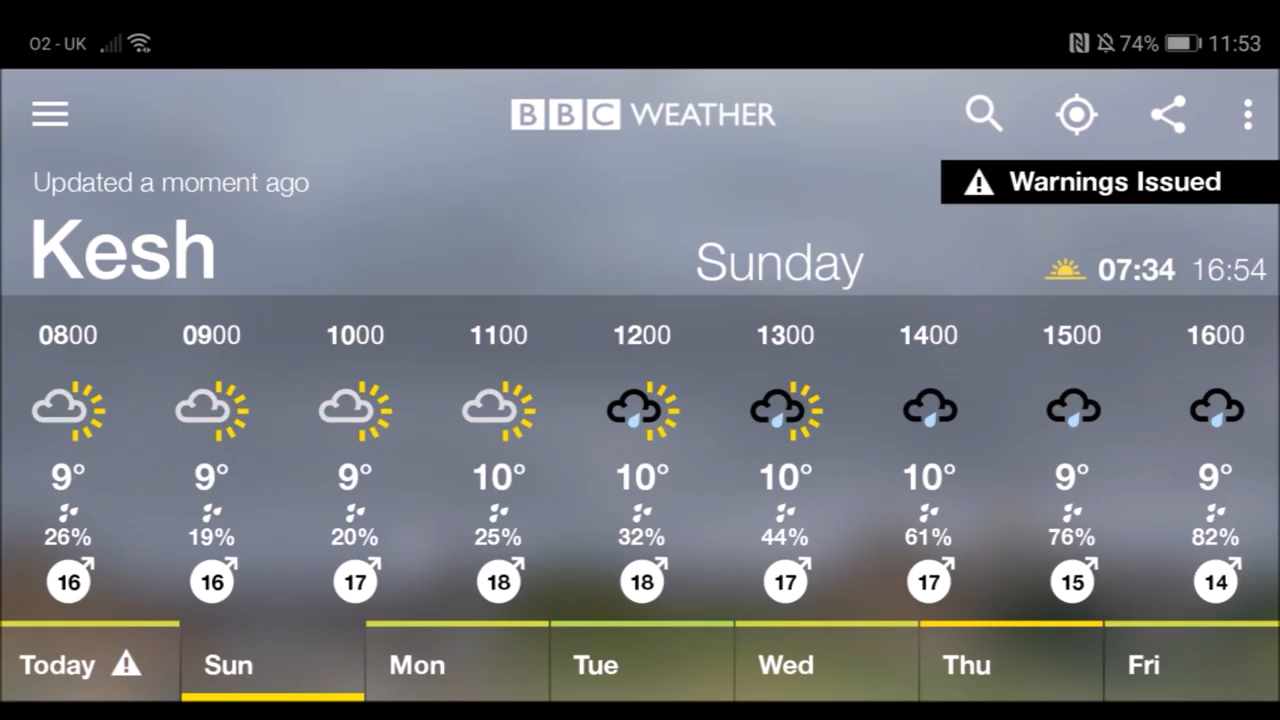 O2 - UK 74% 11:53
BBC WEATHER
Updated a moment ago
Warnings Issued
Kesh
Sunday 07:34 16:54
0800 0900 1000 1100 1200 1300 1400 1500 1600
9° 9° 9° 10° 10° 10° 10° 9° 9°
26% 19% 20% 25% 32% 44% 61% 76% 82%
16 16 17 18 18 17 17 15 14
Today Sun Mon Tue Wed Thu Fri